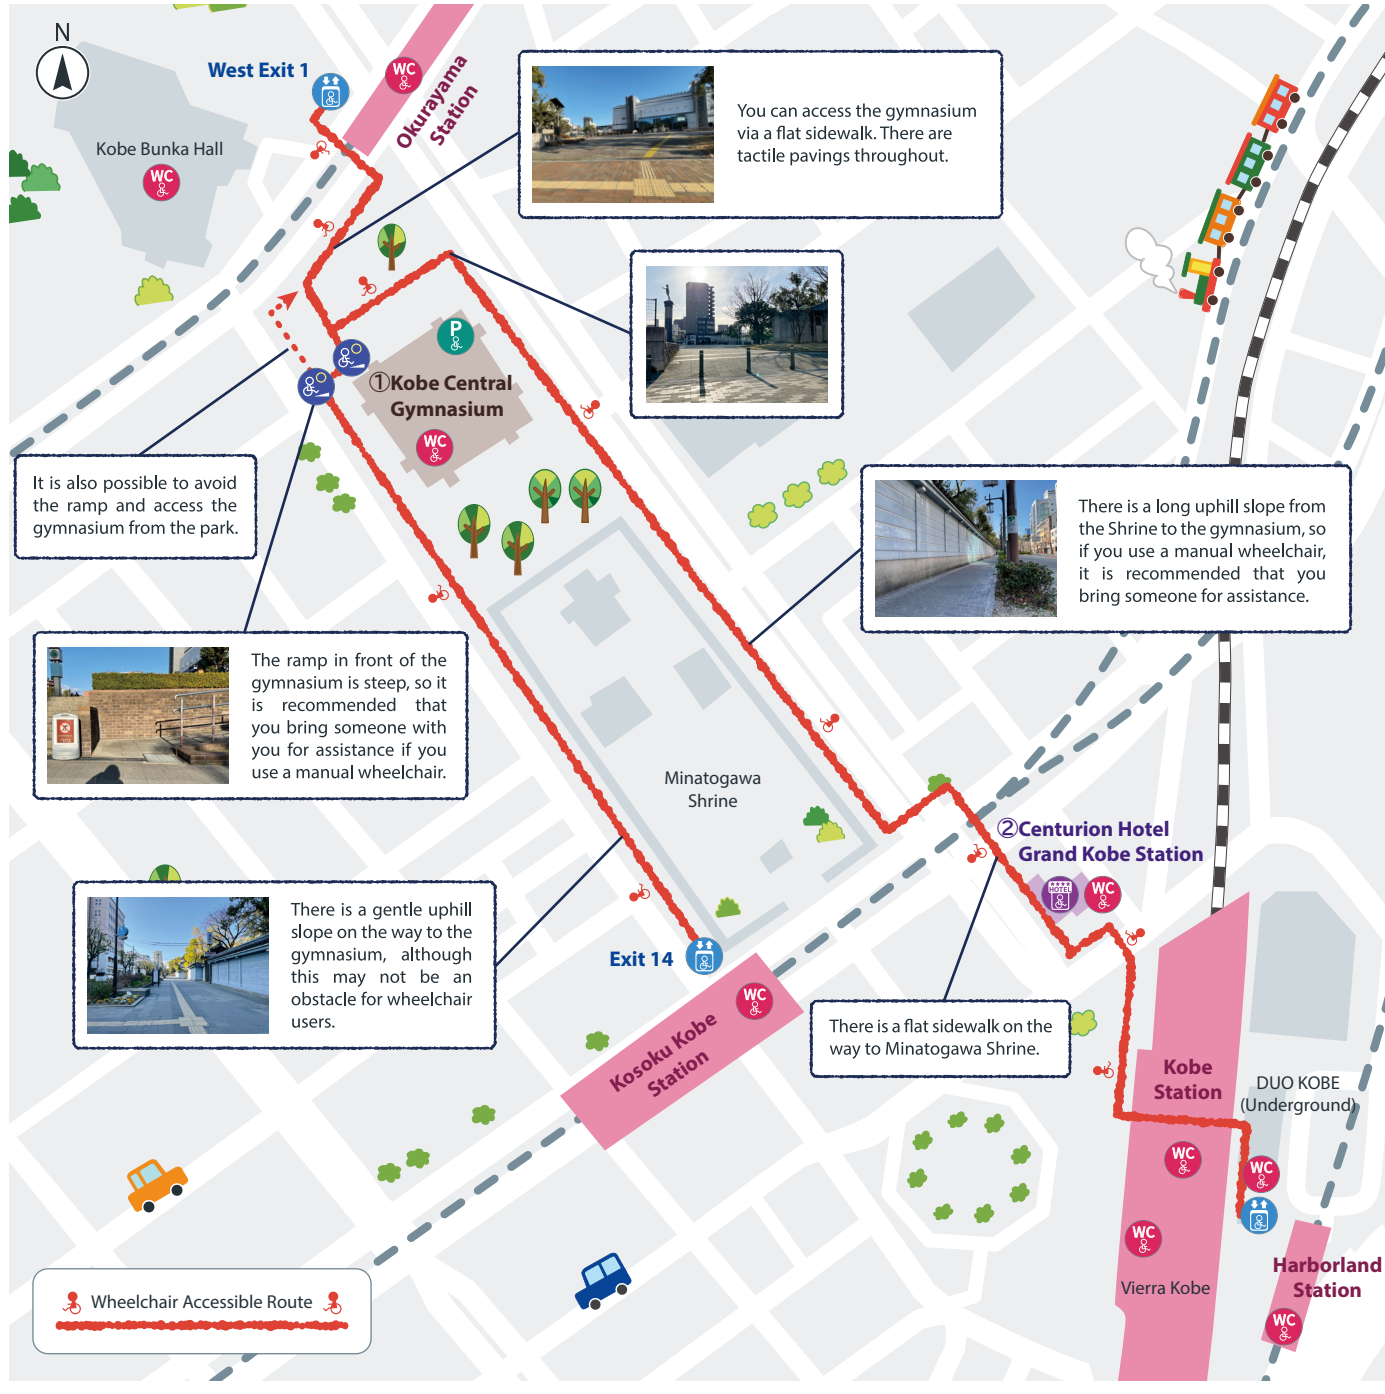 N
West Exit 1
WC
Okurayama
Station
Kobe Bunka Hall
WC
You can access the gymnasium
via a flat sidewalk. There are
tactile pavings throughout.
P
①Kobe Central
Gymnasium
WC
It is also possible to avoid
the ramp and access the
gymnasium from the park.
There is a long uphill slope from
the Shrine to the gymnasium, so
if you use a manual wheelchair,
it is recommended that you
bring someone for assistance.
The ramp in front of the
gymnasium is steep, so it
is recommended that
you bring someone with
you for assistance if you
use a manual wheelchair.
Minatogawa
Shrine
②Centurion Hotel
Grand Kobe Station
HOTEL
WC
There is a gentle uphill
slope on the way to the
gymnasium, although
this may not be an
obstacle for wheelchair
users.
Exit 14
WC
Kosoku Kobe
Station
There is a flat sidewalk on the
way to Minatogawa Shrine.
Kobe
Station
DUO KOBE
(Underground)
WC
WC
WC
Vierra Kobe
Harborland
Station
WC
Wheelchair Accessible Route